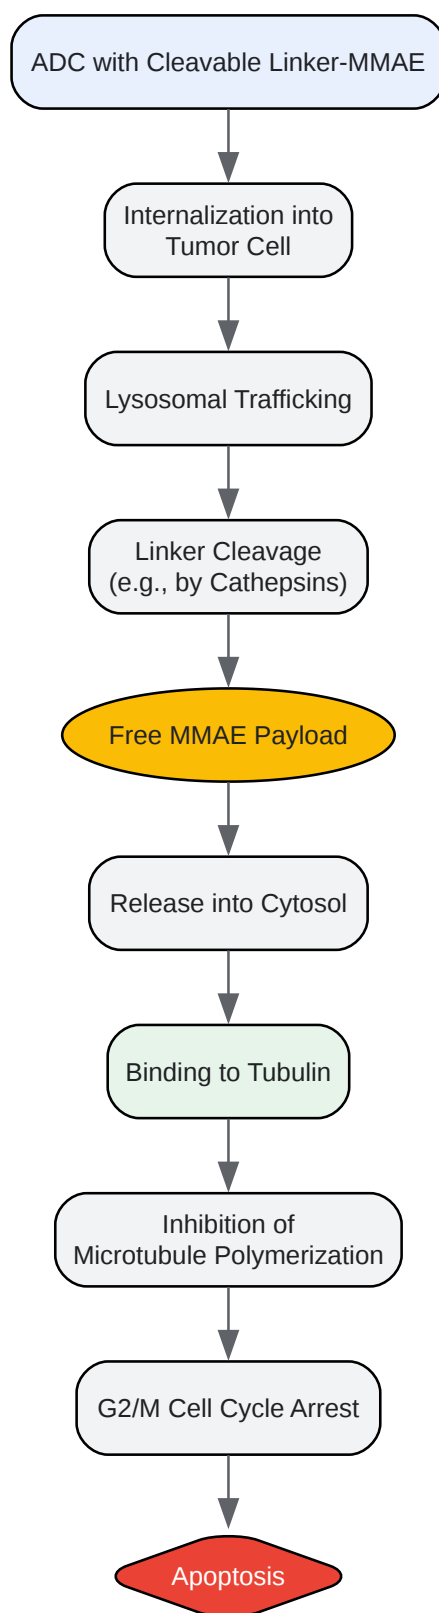 ADC with Cleavable Linker-MMAE
Internalization into
Tumor Cell
Lysosomal Trafficking
Linker Cleavage
(e.g., by Cathepsins)
Free MMAE Payload
Release into Cytosol
Binding to Tubulin
Inhibition of
Microtubule Polymerization
G2/M Cell Cycle Arrest
Apoptosis